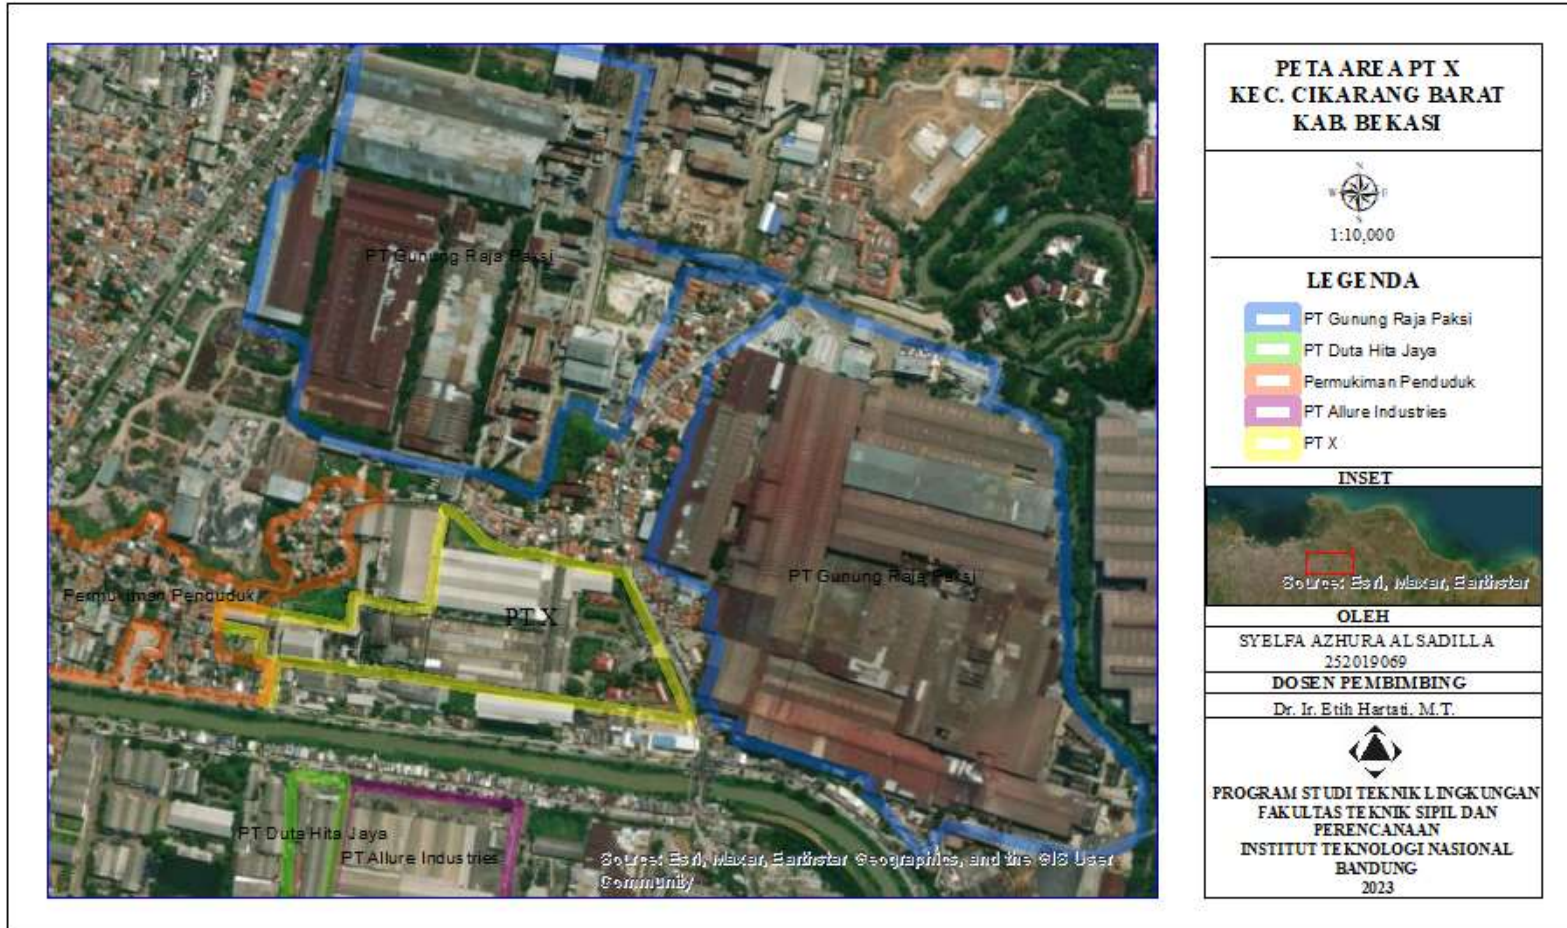 PT Gunung Raja Paksi
PT Gunung Raja Paksi
Permukiman Penduduk
PT X
PT Duta Hita Jaya
PT Allure Industries
Source: Esri, Maxar, Earthstar Geographics, and the GIS User
Community
PETA AREA PT X
KEC. CIKARANG BARAT
KAB. BEKASI
N
W E
S
1:10,000
LEGENDA
PT Gunung Raja Paksi
PT Duta Hita Jaya
Permukiman Penduduk
PT Allure Industries
PT X
INSET
Source: Esri, Maxar, Earthstar
OLEH
SYELFA AZHURA ALSADILLA
252019069
DOSEN PEMBIMBING
Dr. Ir. Etih Hartati, M.T.
PROGRAM STUDI TEKNIK LINGKUNGAN
FAKULTAS TEKNIK SIPIL DAN
PERENCANAAN
INSTITUT TEKNOLOGI NASIONAL
BANDUNG
2023